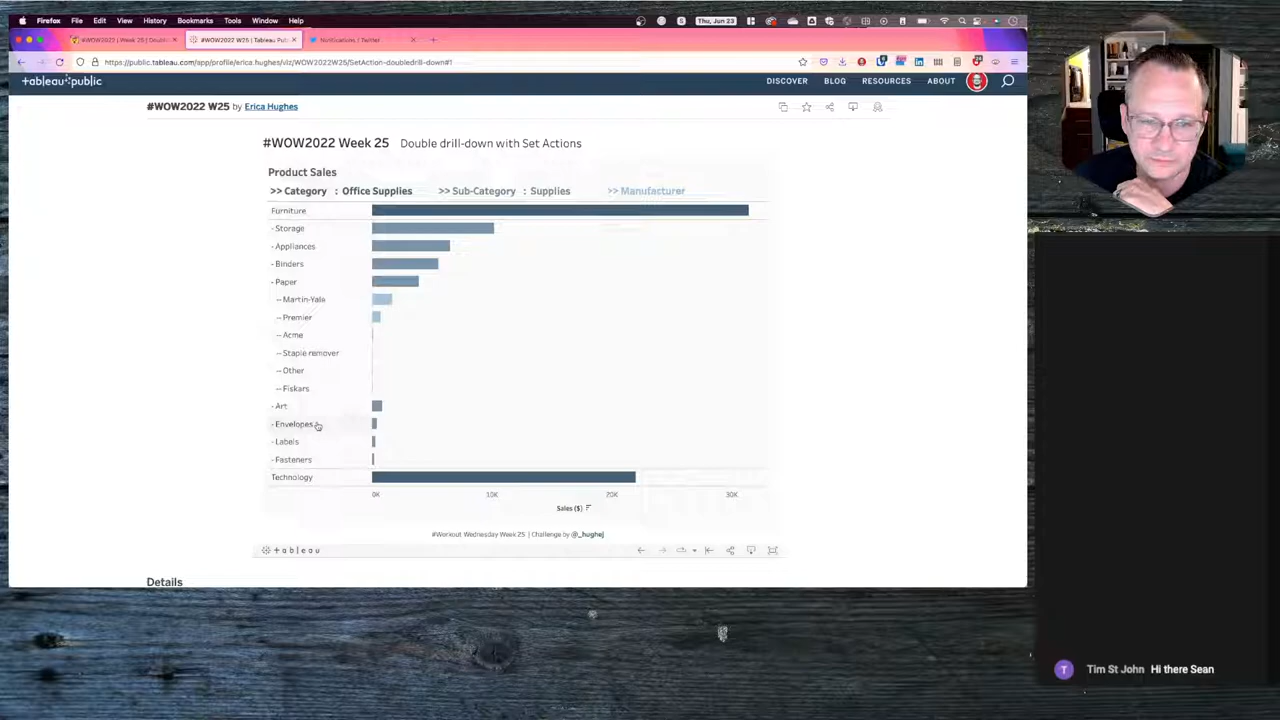 Firefox File Edit View History Bookmarks Tools Window Help
Thu, Jun 23
#WOW2022 W25 | Tableau Pub
Notifications / Twitter
https://public.tableau.com/app/profile/erica.hughes/viz/WOW2022W25/SetAction-doubledrill-down#1
+ableau+public
DISCOVER BLOG RESOURCES ABOUT
#WOW2022 W25 by Erica Hughes
#WOW2022 Week 25 Double drill-down with Set Actions
Product Sales
>> Category : Office Supplies >> Sub-Category : Supplies >> Manufacturer
Furniture
- Storage
- Appliances
- Binders
- Paper
-- Martin-Yale
-- Premier
-- Acme
-- Staple remover
-- Other
-- Fiskars
- Art
- Envelopes
- Labels
- Fasteners
Technology
0K 10K 20K 30K
Sales ($)
#Workout Wednesday Week 25 | Challenge by @_hughej
+ a b l e a u
Details
T Tim St John Hi there Sean